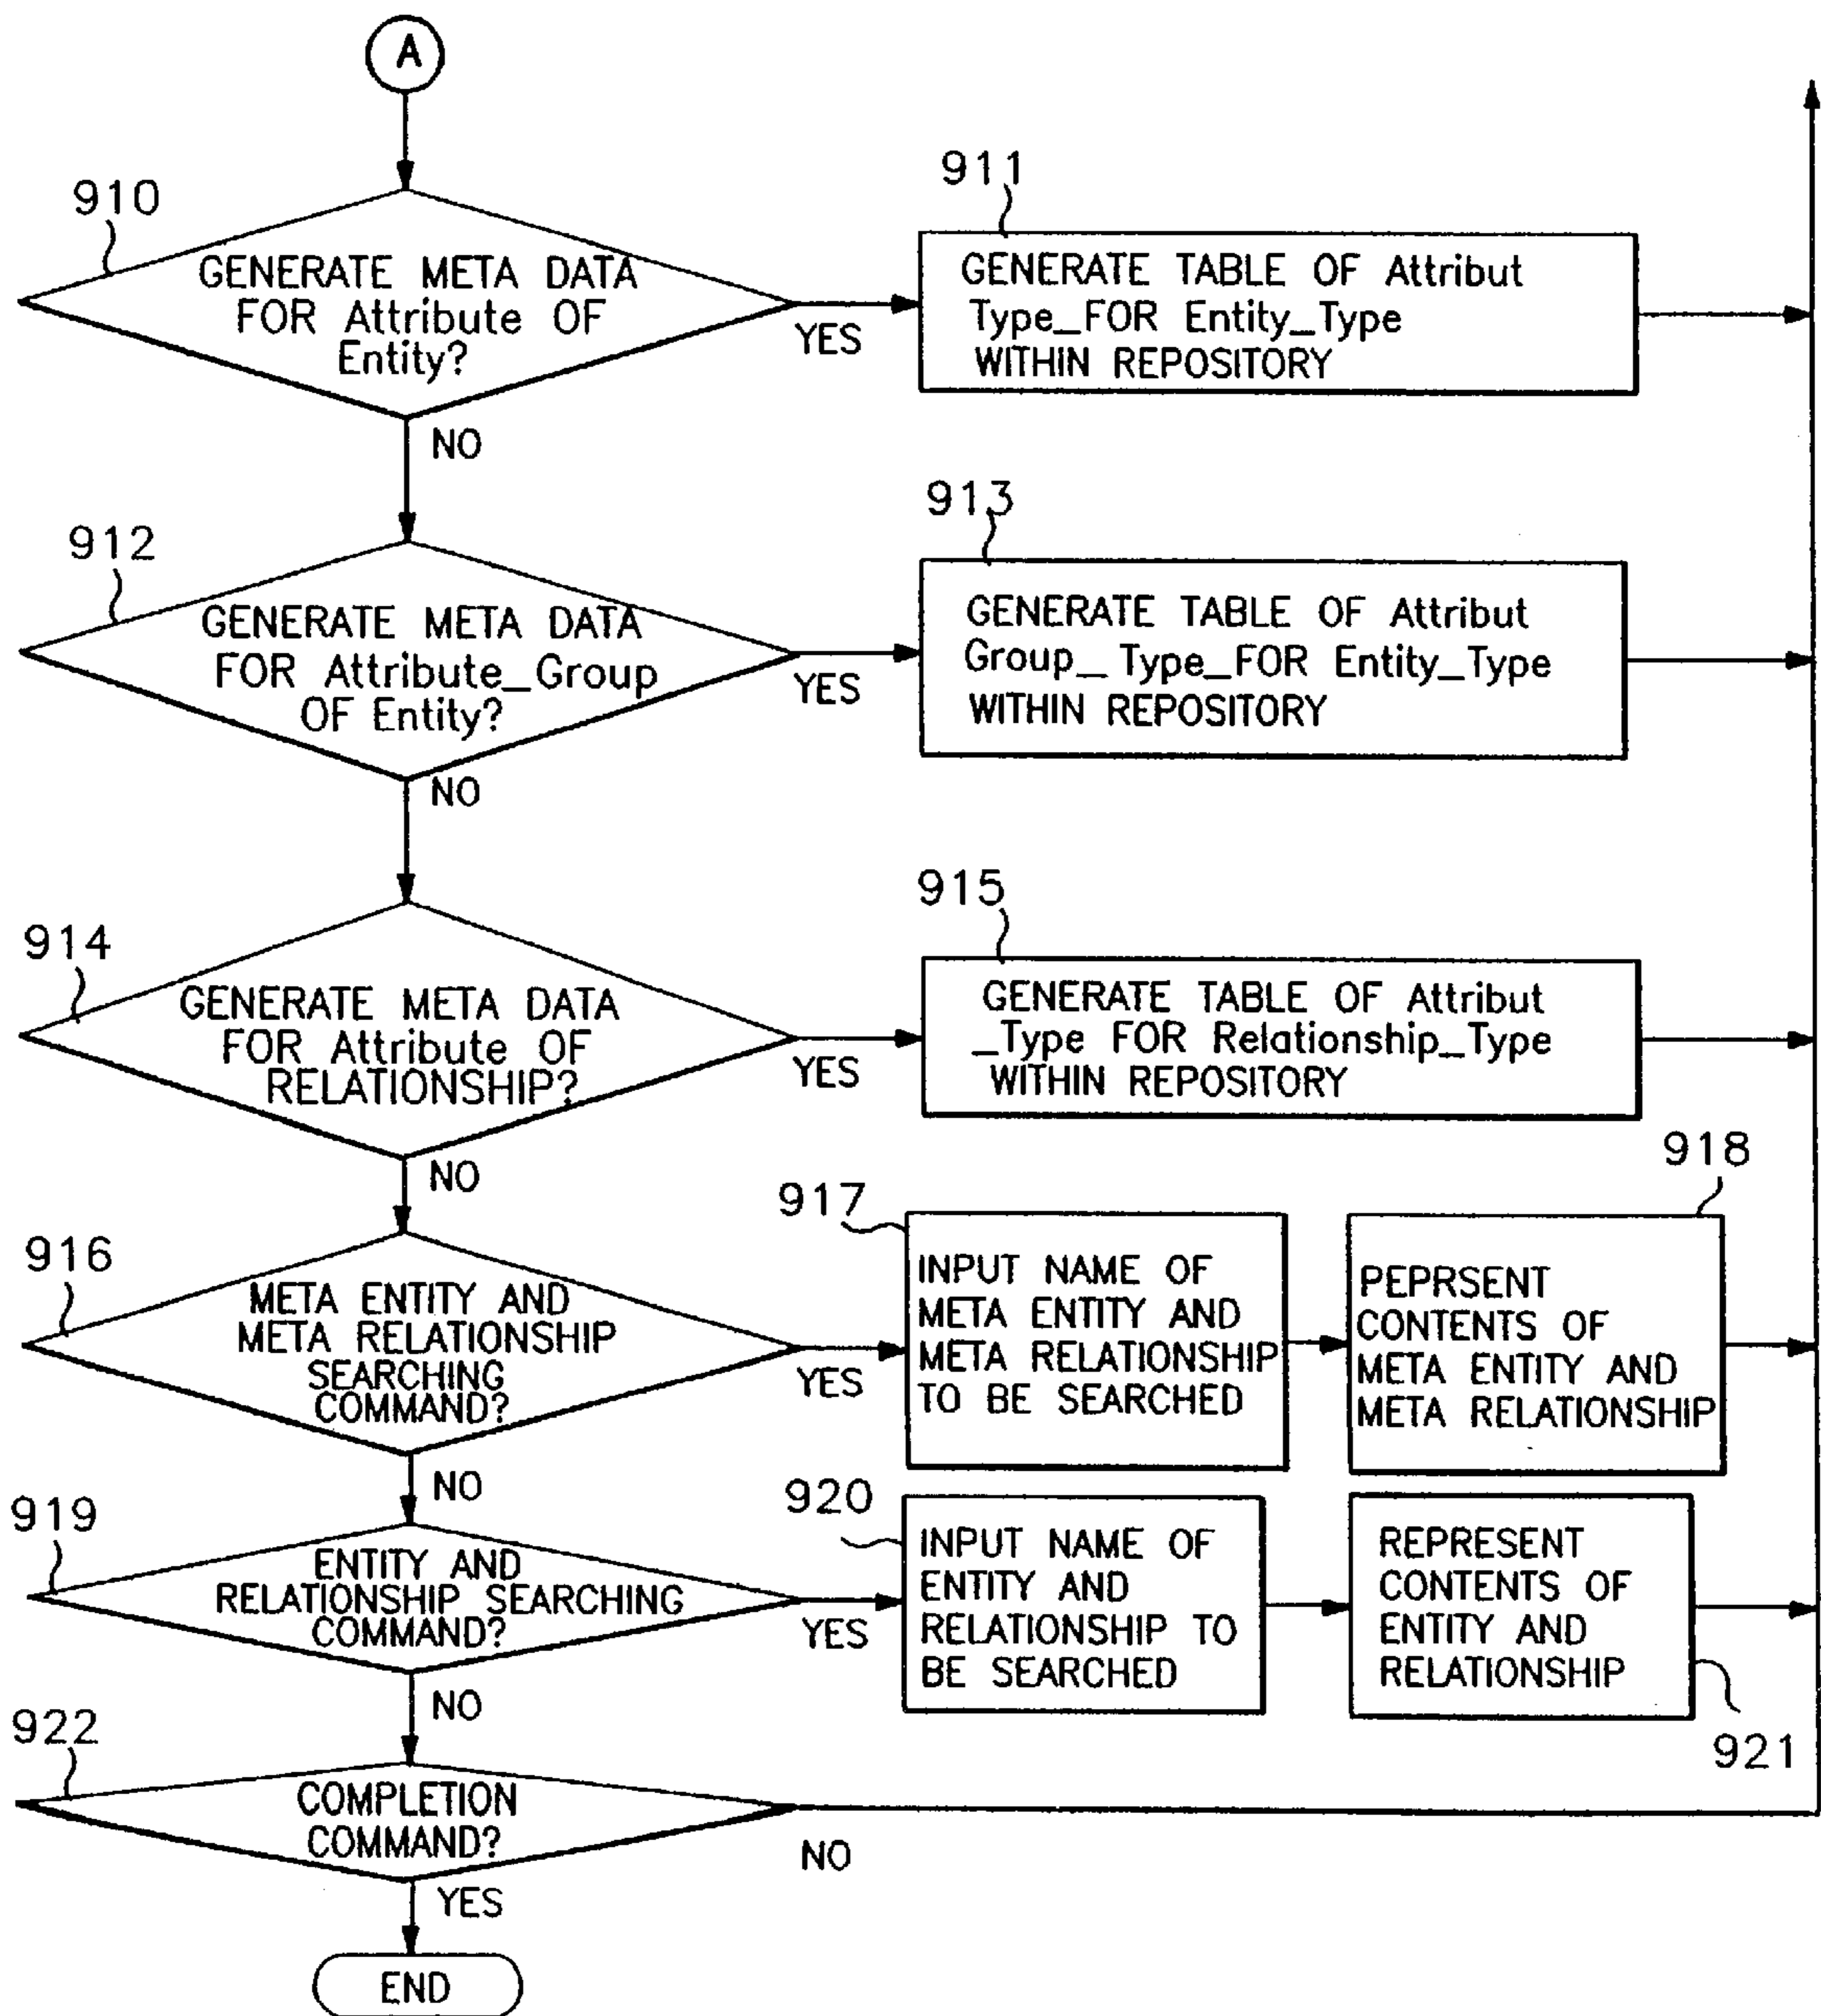 A
910
GENERATE META DATA
FOR Attribute OF
Entity?
YES
NO
911
GENERATE TABLE OF Attribut
Type_FOR Entity_Type
WITHIN REPOSITORY
912
GENERATE META DATA
FOR Attribute_Group
OF Entity?
YES
NO
913
GENERATE TABLE OF Attribut
Group_ Type_FOR Entity_Type
WITHIN REPOSITORY
914
GENERATE META DATA
FOR Attribute OF
RELATIONSHIP?
YES
NO
915
GENERATE TABLE OF Attribut
_Type FOR Relationship_Type
WITHIN REPOSITORY
916
META ENTITY AND
META RELATIONSHIP
SEARCHING
COMMAND?
YES
NO
917
INPUT NAME OF
META ENTITY AND
META RELATIONSHIP
TO BE SEARCHED
918
PEPRSENT
CONTENTS OF
META ENTITY AND
META RELATIONSHIP
919
ENTITY AND
RELATIONSHIP SEARCHING
COMMAND?
YES
NO
920
INPUT NAME OF
ENTITY AND
RELATIONSHIP TO
BE SEARCHED
REPRESENT
CONTENTS OF
ENTITY AND
RELATIONSHIP
921
922
COMPLETION
COMMAND?
NO
YES
END